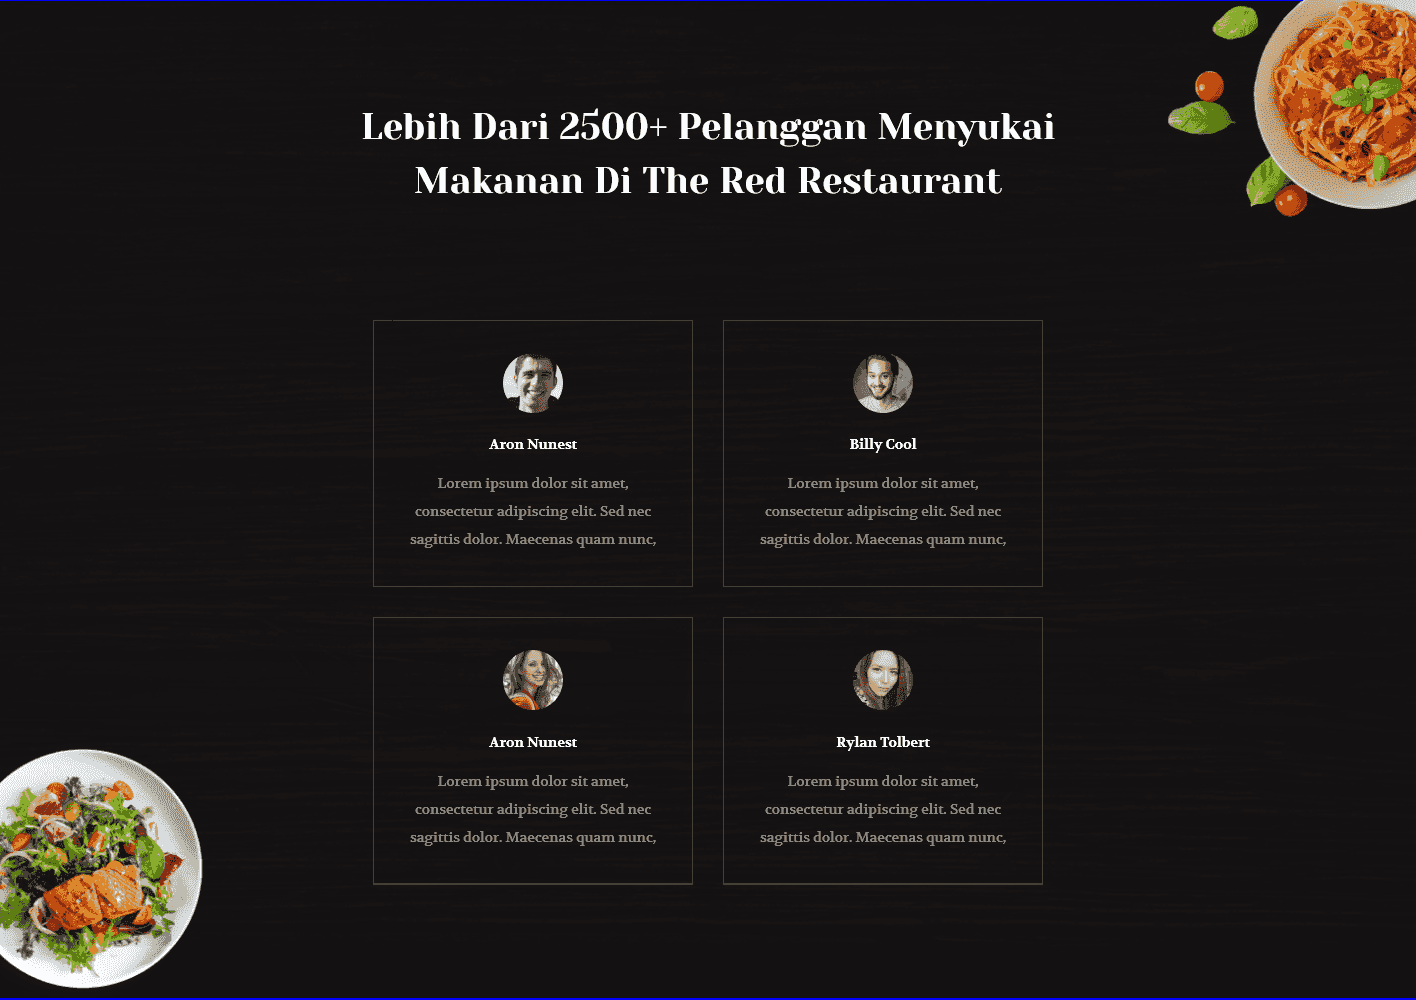 Lebih Dari 2500+ Pelanggan Menyukai
Makanan Di The Red Restaurant
Aron Nunest
Lorem ipsum dolor sit amet,
consectetur adipiscing elit. Sed nec
sagittis dolor. Maecenas quam nunc,
Billy Cool
Lorem ipsum dolor sit amet,
consectetur adipiscing elit. Sed nec
sagittis dolor. Maecenas quam nunc,
Aron Nunest
Lorem ipsum dolor sit amet,
consectetur adipiscing elit. Sed nec
sagittis dolor. Maecenas quam nunc,
Rylan Tolbert
Lorem ipsum dolor sit amet,
consectetur adipiscing elit. Sed nec
sagittis dolor. Maecenas quam nunc,